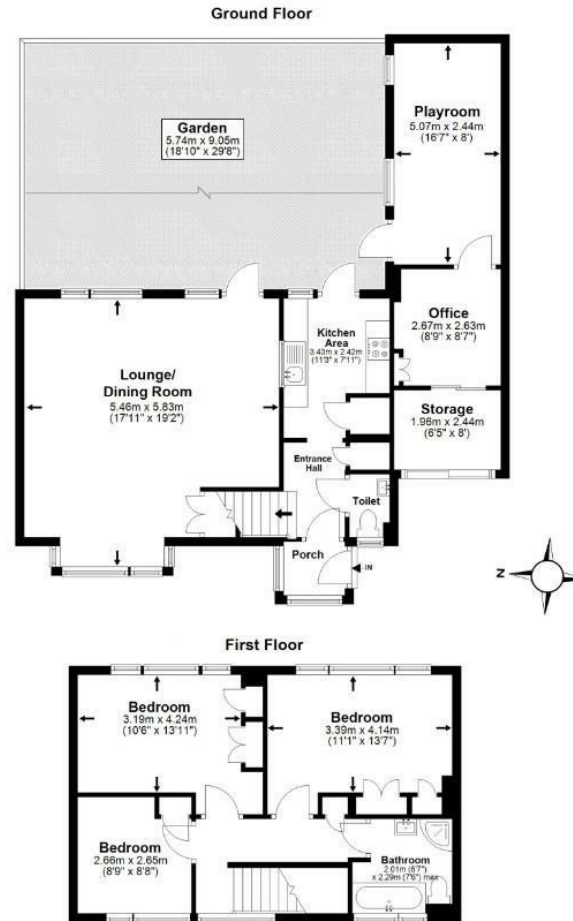 Ground Floor
Garden
5.74m x 9.05m
(18'10" x 29'8")
Playroom
5.07m x 2.44m
(16'7" x 8')
Lounge/
Dining Room
5.46m x 5.83m
(17'11" x 19'2")
Kitchen
Area
3.43m x 2.42m
(11'3" x 7'11")
Office
2.67m x 2.63m
(8'9" x 8'7")
Storage
1.96m x 2.44m
(6'5" x 8')
Entrance
Hall
Toilet
Porch
IN
N
First Floor
Bedroom
3.19m x 4.24m
(10'6" x 13'11")
Bedroom
3.39m x 4.14m
(11'1" x 13'7")
Bedroom
2.66m x 2.65m
(8'9" x 8'8")
Bathroom
2.01m (6'7")
x 2.29m (7'6") max